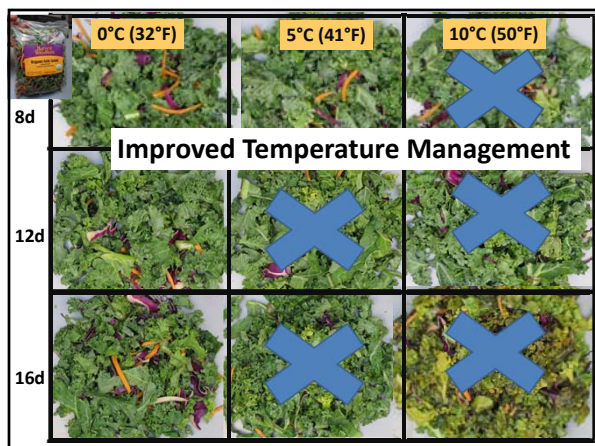 0°C (32°F)
5°C (41°F)
10°C (50°F)
8d
Improved Temperature Management
12d
16d